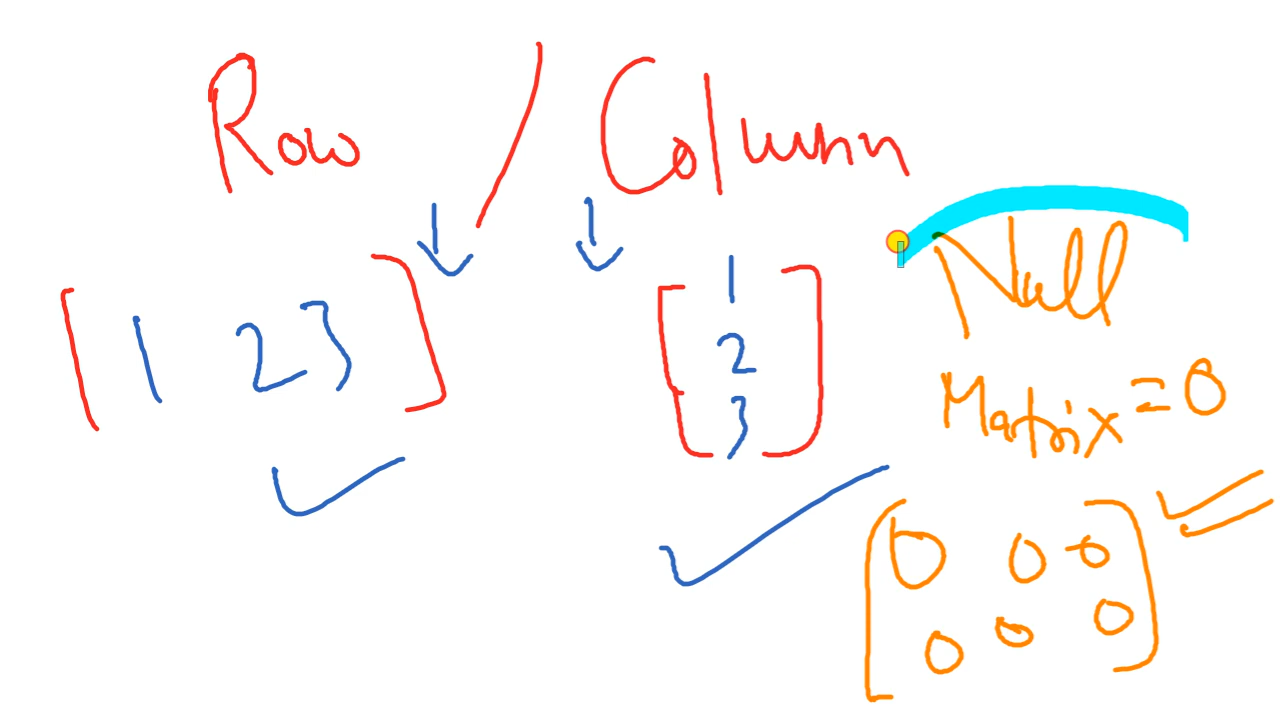 Row / Column
[1 2 3]
[1
2
3]
Null
Matrix = 0
[0 0 0
0 0 0]